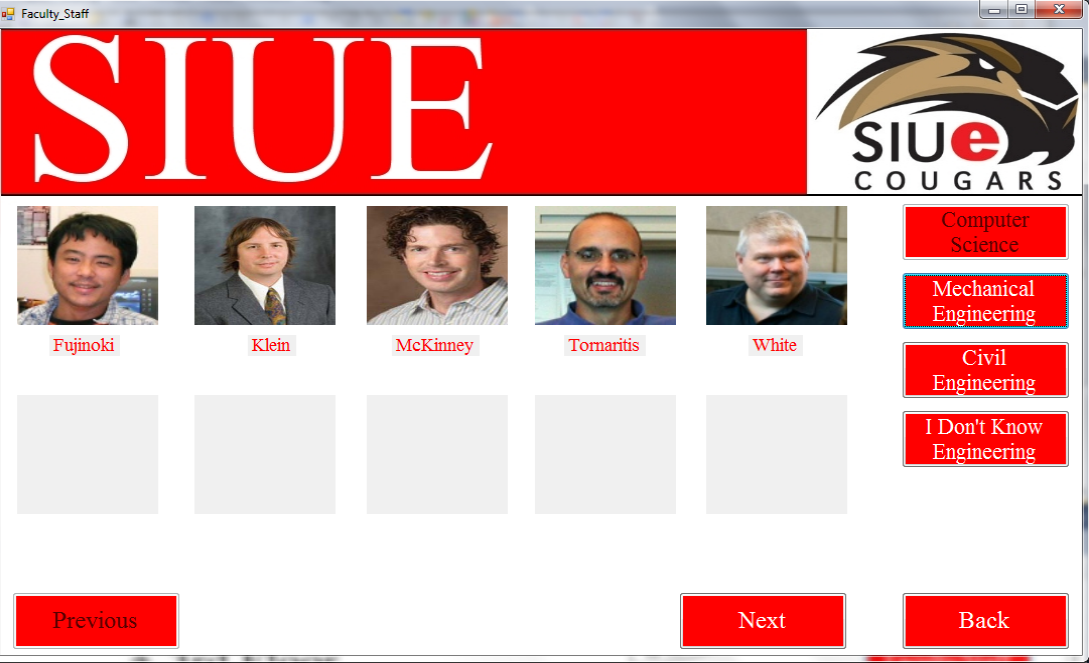 Faculty_Staff
SIUE
SIUe
COUGARS
Fujinoki
Klein
McKinney
Tornaritis
White
Computer
Science
Mechanical
Engineering
Civil
Engineering
I Don't Know
Engineering
Previous
Next
Back